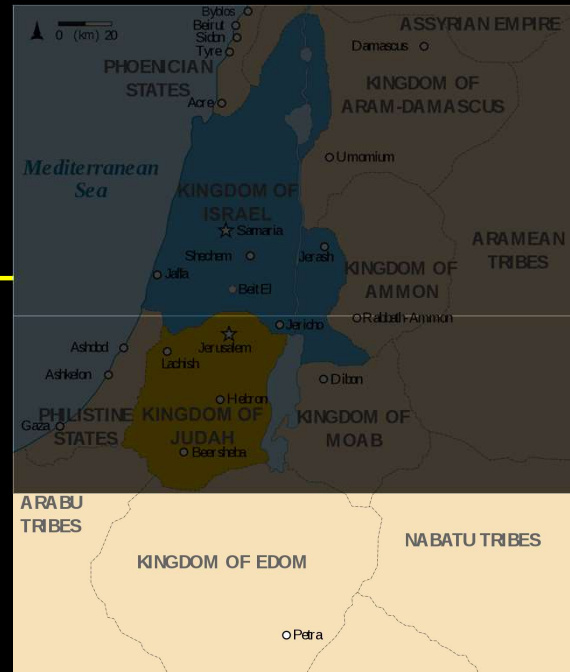 Byblos
Beirut
Sidon
Tyre
0 (km) 20
ASSYRIAN EMPIRE
Damascus
PHOENICIAN
STATES
KINGDOM OF
ARAM-DAMASCUS
Acre
Umomium
Mediterranean
Sea
KINGDOM OF
ISRAEL
Samaria
Shechem
Jerash
ARAMEAN
TRIBES
KINGDOM OF
AMMON
Jaffa
Beit El
Rabbath-Ammon
Jericho
Ashdod
Jerusalem
Lachish
Ashkelon
Dibon
Hebron
Gaza
PHILISTINE
STATES
KINGDOM OF
JUDAH
KINGDOM OF
MOAB
Beersheba
ARABU
TRIBES
NABATU TRIBES
KINGDOM OF EDOM
Petra